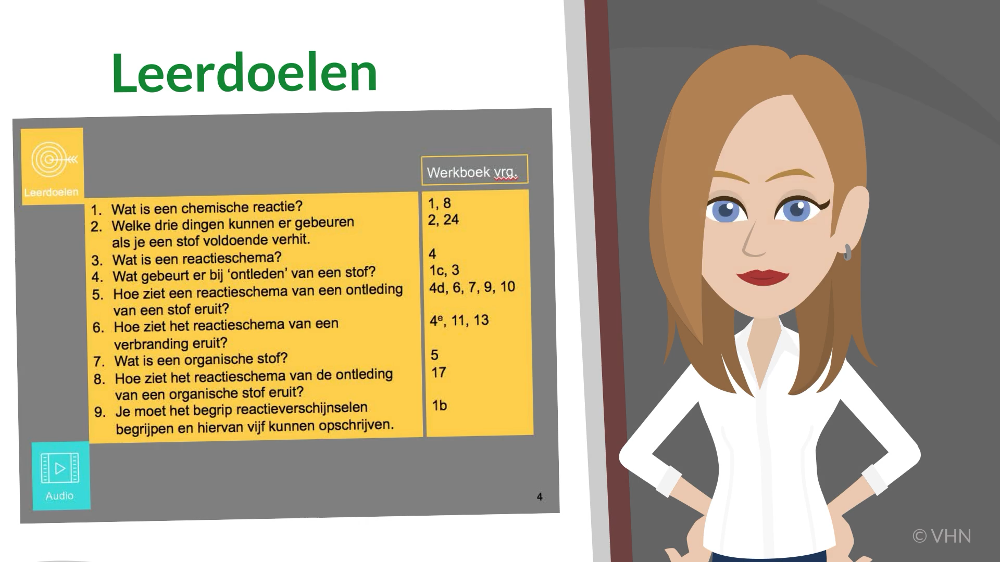 Leerdoelen
Leerdoelen
Werkboek vrg.
1. Wat is een chemische reactie?
1, 8
2. Welke drie dingen kunnen er gebeuren
2, 24
als je een stof voldoende verhit.
3. Wat is een reactieschema?
4
4. Wat gebeurt er bij ‘ontleden’ van een stof?
1c, 3
5. Hoe ziet een reactieschema van een ontleding
4d, 6, 7, 9, 10
van een stof eruit?
6. Hoe ziet het reactieschema van een
4ᵉ, 11, 13
verbranding eruit?
7. Wat is een organische stof?
5
8. Hoe ziet het reactieschema van de ontleding
17
van een organische stof eruit?
9. Je moet het begrip reactieverschijnselen
1b
begrijpen en hiervan vijf kunnen opschrijven.
Audio
4
© VHN